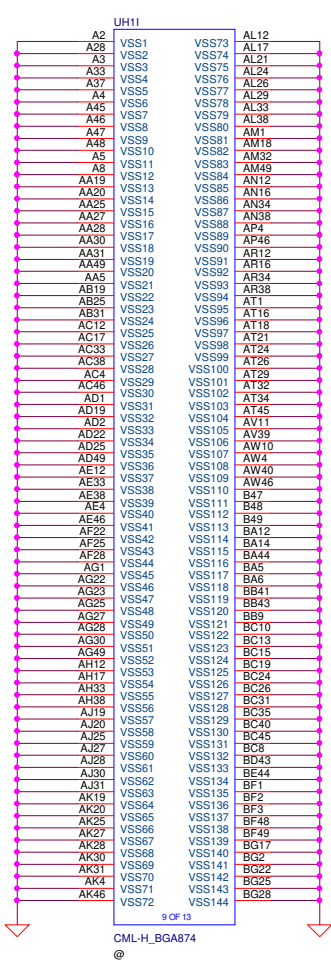 UH1I
A2 VSS1 VSS73 AL12
A28 VSS2 VSS74 AL17
A3 VSS3 VSS75 AL21
A33 VSS4 VSS76 AL24
A37 VSS5 VSS77 AL26
A4 VSS6 VSS78 AL29
A45 VSS7 VSS79 AL33
A46 VSS8 VSS80 AL38
A47 VSS9 VSS81 AM1
A48 VSS10 VSS82 AM18
A5 VSS11 VSS83 AM32
A8 VSS12 VSS84 AM49
AA19 VSS13 VSS85 AN12
AA20 VSS14 VSS86 AN16
AA25 VSS15 VSS87 AN34
AA27 VSS16 VSS88 AN38
AA28 VSS17 VSS89 AP4
AA30 VSS18 VSS90 AP46
AA31 VSS19 VSS91 AR12
AA49 VSS20 VSS92 AR16
AA5 VSS21 VSS93 AR34
AB19 VSS22 VSS94 AR38
AB25 VSS23 VSS95 AT1
AB31 VSS24 VSS96 AT16
AC12 VSS25 VSS97 AT18
AC17 VSS26 VSS98 AT21
AC33 VSS27 VSS99 AT24
AC38 VSS28 VSS100 AT26
AC4 VSS29 VSS101 AT29
AC46 VSS30 VSS102 AT32
AD1 VSS31 VSS103 AT34
AD19 VSS32 VSS104 AT45
AD2 VSS33 VSS105 AV11
AD22 VSS34 VSS106 AV39
AD25 VSS35 VSS107 AW10
AD49 VSS36 VSS108 AW4
AE12 VSS37 VSS109 AW40
AE33 VSS38 VSS110 AW46
AE38 VSS39 VSS111 B47
AE4 VSS40 VSS112 B48
AE46 VSS41 VSS113 B49
AF22 VSS42 VSS114 BA12
AF25 VSS43 VSS115 BA14
AF28 VSS44 VSS116 BA44
AG1 VSS45 VSS117 BA5
AG22 VSS46 VSS118 BA6
AG23 VSS47 VSS119 BB41
AG25 VSS48 VSS120 BB43
AG27 VSS49 VSS121 BB9
AG28 VSS50 VSS122 BC10
AG30 VSS51 VSS123 BC13
AG49 VSS52 VSS124 BC15
AH12 VSS53 VSS125 BC19
AH17 VSS54 VSS126 BC24
AH33 VSS55 VSS127 BC26
AH38 VSS56 VSS128 BC31
AJ19 VSS57 VSS129 BC35
AJ20 VSS58 VSS130 BC40
AJ25 VSS59 VSS131 BC45
AJ27 VSS60 VSS132 BC8
AJ28 VSS61 VSS133 BD43
AJ30 VSS62 VSS134 BE44
AJ31 VSS63 VSS135 BF1
AK19 VSS64 VSS136 BF2
AK20 VSS65 VSS137 BF3
AK25 VSS66 VSS138 BF48
AK27 VSS67 VSS139 BF49
AK28 VSS68 VSS140 BG17
AK30 VSS69 VSS141 BG2
AK31 VSS70 VSS142 BG22
AK4 VSS71 VSS143 BG25
AK46 VSS72 VSS144 BG28
9 OF 13
CML-H_BGA874
@